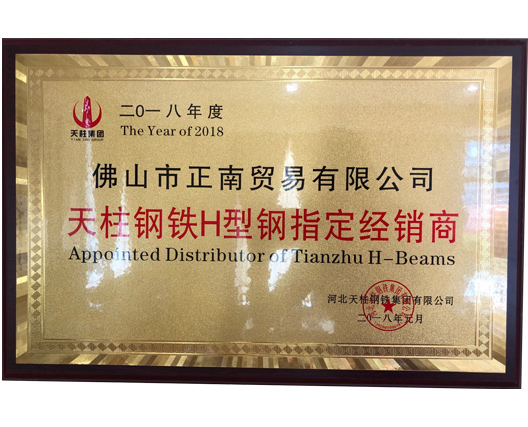 二〇一八年度
The Year of 2018
天柱集团
佛山市正南贸易有限公司
天柱钢铁H型钢指定经销商
Appointed Distributor of Tianzhu H-Beams
河北天柱钢铁集团有限公司
二〇一八年元月